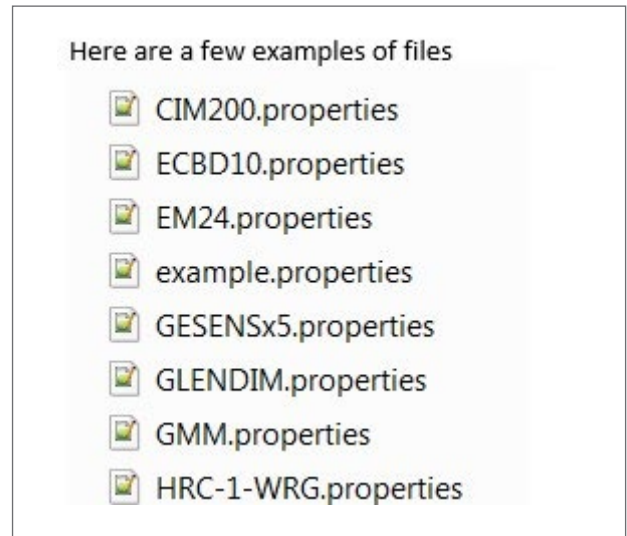 Here are a few examples of files
CIM200.properties
ECBD10.properties
EM24.properties
example.properties
GESENSx5.properties
GLENDIM.properties
GMM.properties
HRC-1-WRG.properties